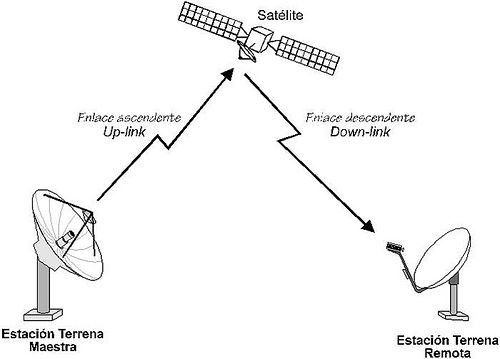 Satélite
Enlace ascendente
Up-link
Enlace descendente
Down-link
Estación Terrena
Maestra
Estación Terrena
Remota